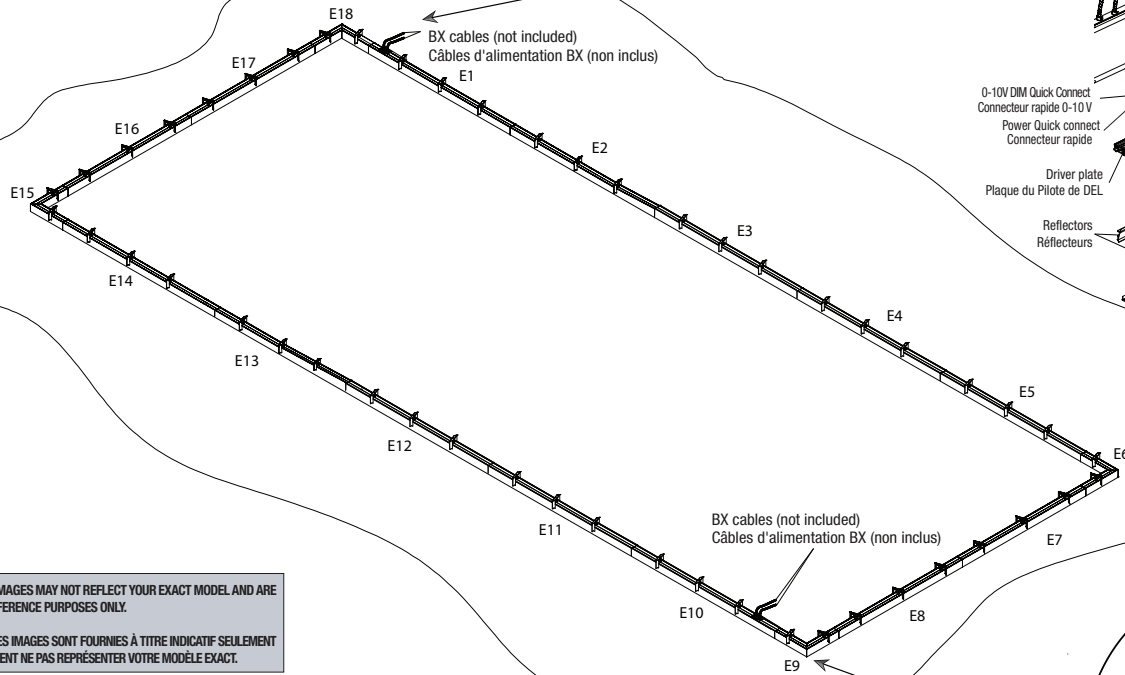 E18
BX cables (not included)
Câbles d'alimentation BX (non inclus)
E17
E1
0-10V DIM Quick Connect
Connecteur rapide 0-10 V
Power Quick connect
Connecteur rapide
E16
E2
Driver plate
Plaque du Pilote de DEL
E15
Reflectors
Réflecteurs
E3
E14
E4
E13
E5
E12
E6
E11
BX cables (not included)
Câbles d'alimentation BX (non inclus)
E7
E10
E8
E9
MAGES MAY NOT REFLECT YOUR EXACT MODEL AND ARE
FERENCE PURPOSES ONLY.
ES IMAGES SONT FOURNIES À TITRE INDICATIF SEULEMENT
ENT NE PAS REPRÉSENTER VOTRE MODÈLE EXACT.